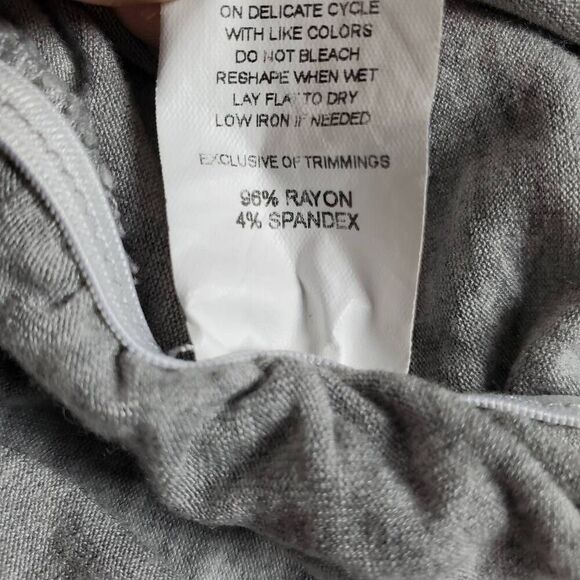 ON DELICATE CYCLE
WITH LIKE COLORS
DO NOT BLEACH
RESHAPE WHEN WET
LAY FLAT TO DRY
LOW IRON IF NEEDED
EXCLUSIVE OF TRIMMINGS
96% RAYON
4% SPANDEX